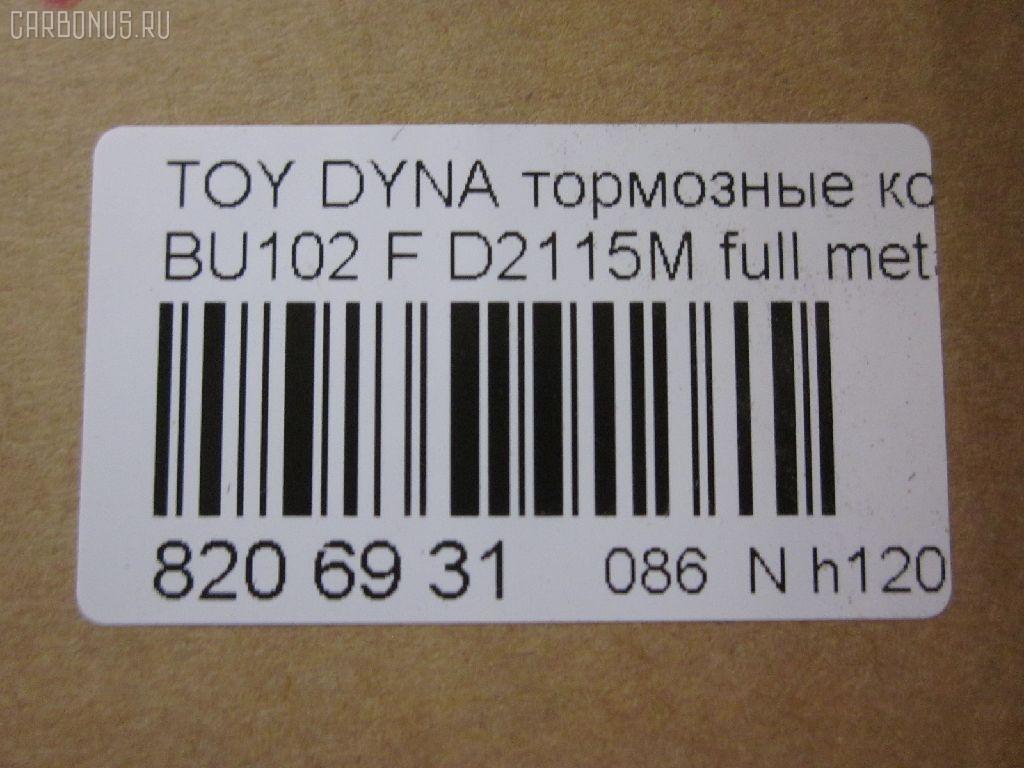 CARBONUS.RU
TOY DYNA тормозные ко
BU102 F D2115M full met
820 69 31 086 N h120